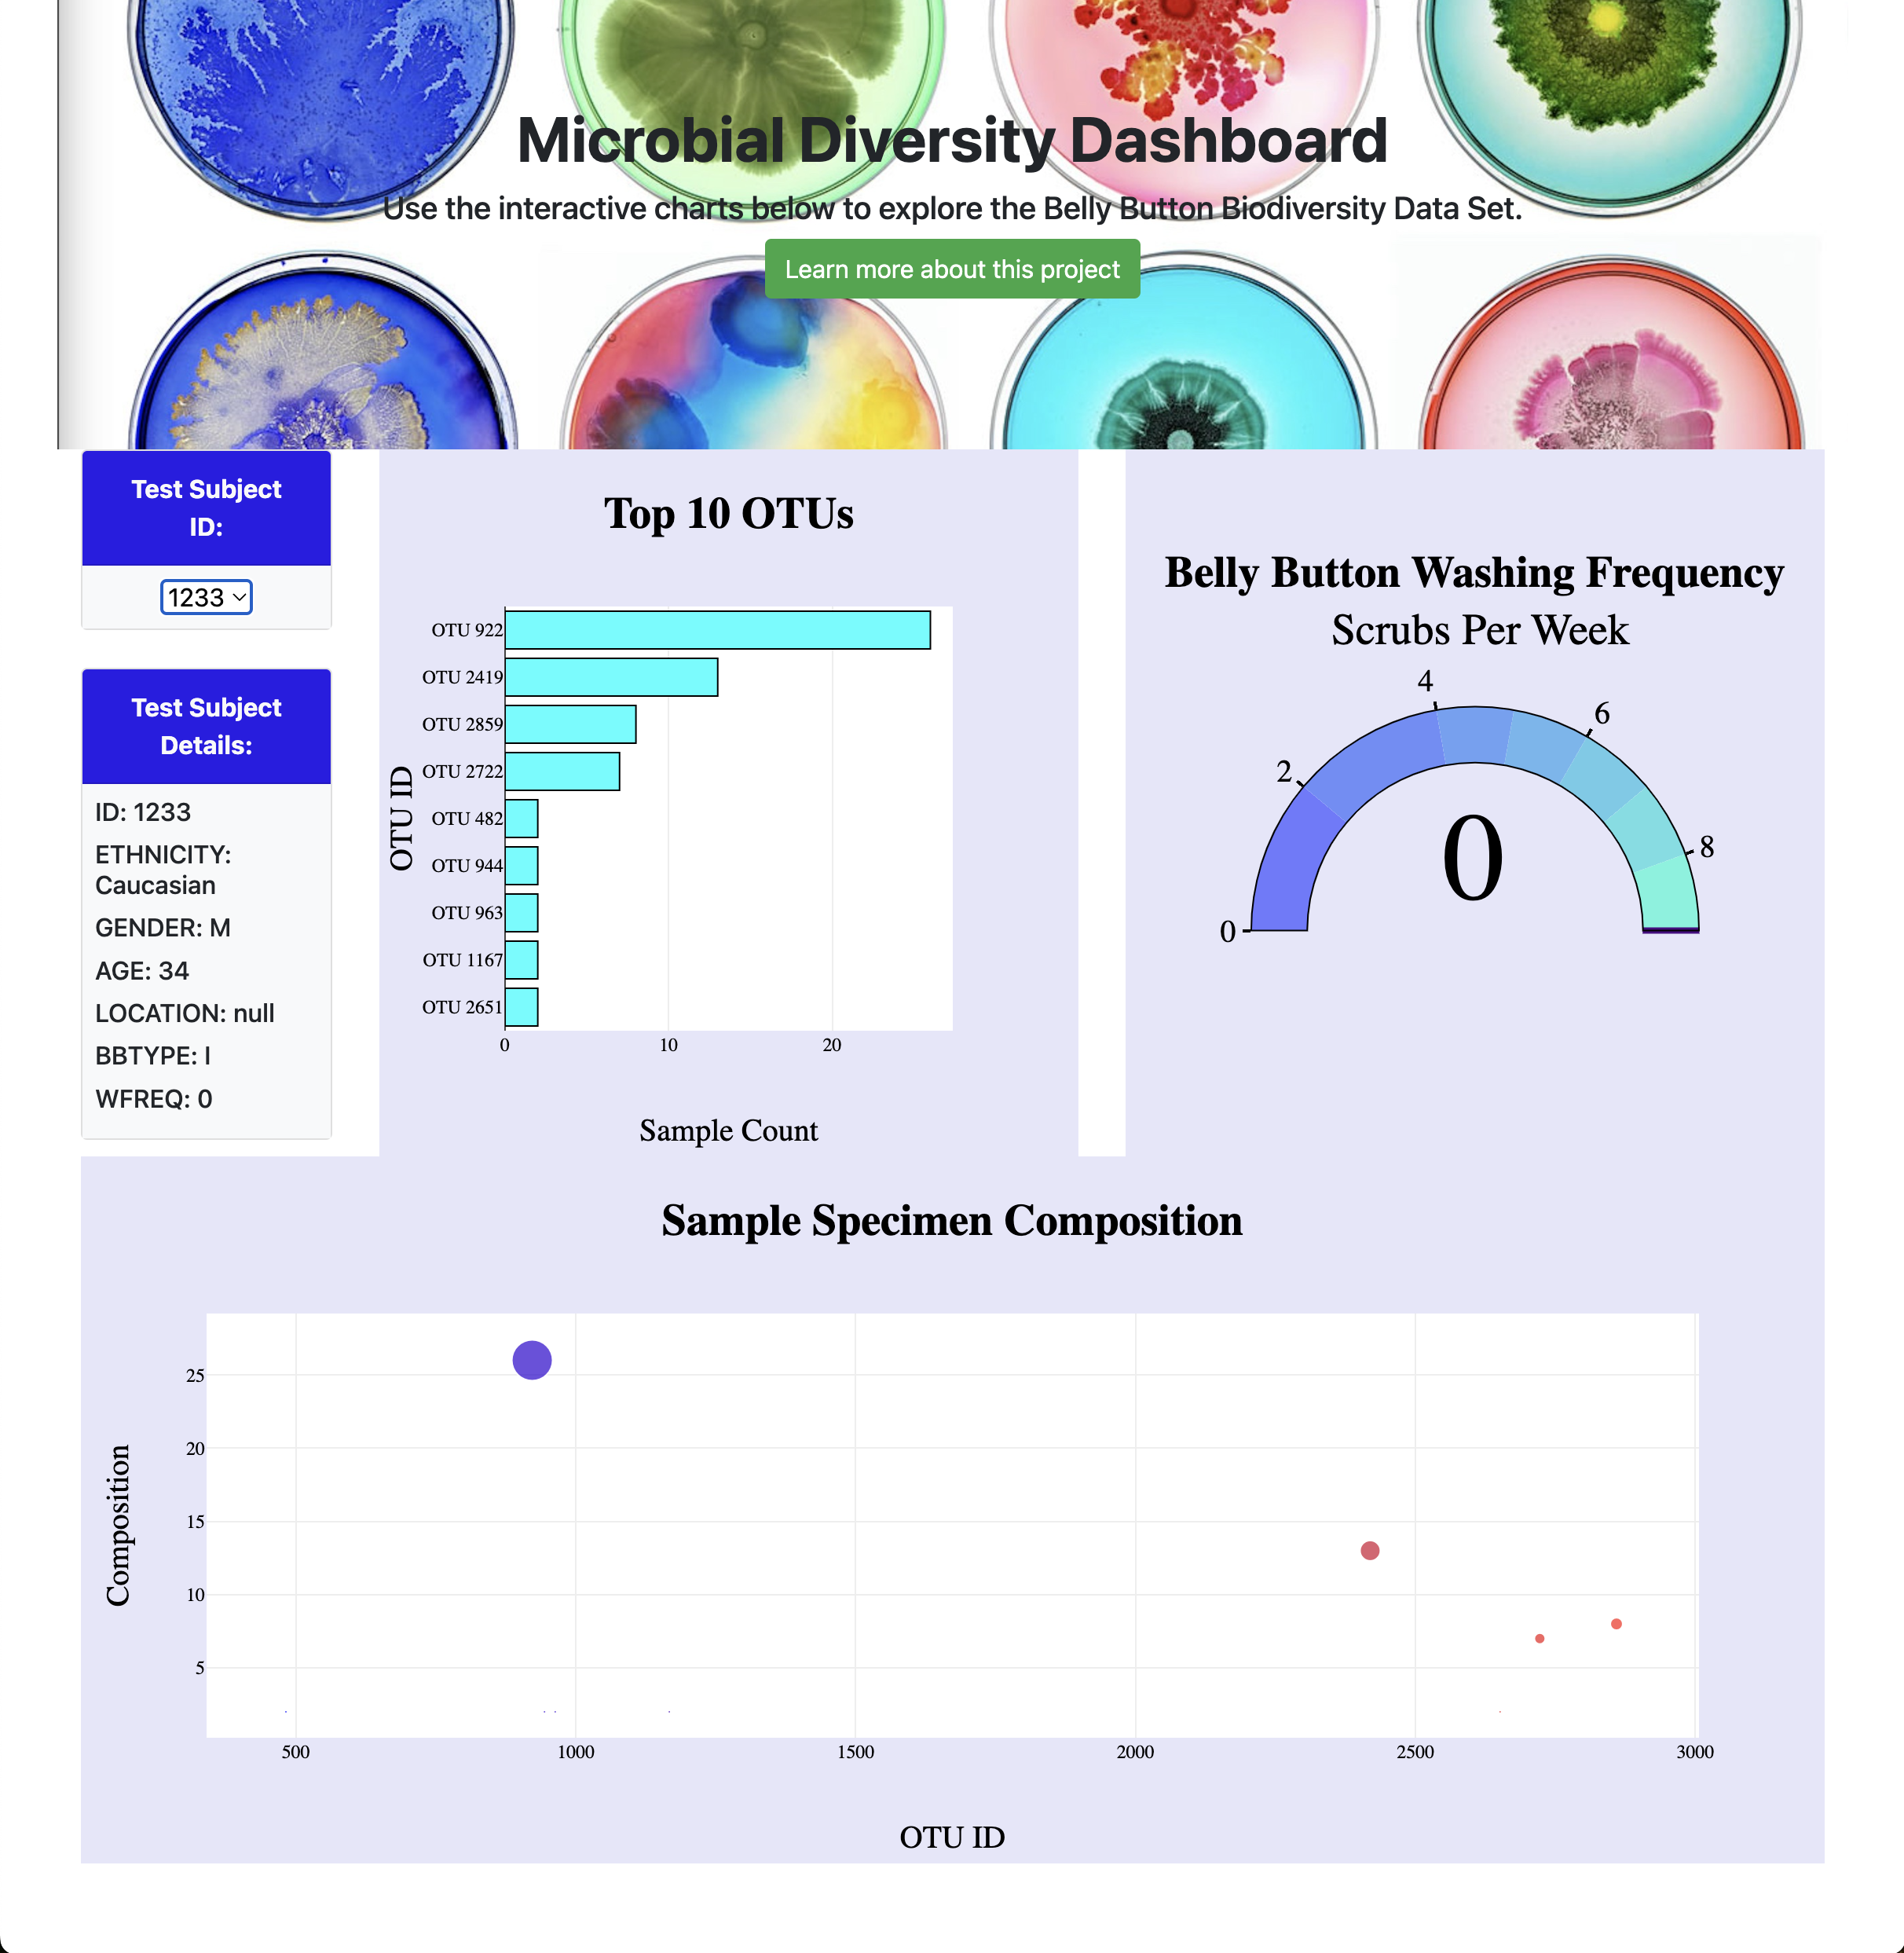 Microbial Diversity Dashboard
Use the interactive charts below to explore the Belly Button Biodiversity Data Set.
Learn more about this project
Test Subject
ID:
1233
Test Subject
Details:
ID: 1233
ETHNICITY:
Caucasian
GENDER: M
AGE: 34
LOCATION: null
BBTYPE: I
WFREQ: 0
Top 10 OTUs
OTU ID
OTU 922
OTU 2419
OTU 2859
OTU 2722
OTU 482
OTU 944
OTU 963
OTU 1167
OTU 2651
0 10 20
Sample Count
Belly Button Washing Frequency
Scrubs Per Week
0
2
4
6
8
0
Sample Specimen Composition
Composition
25
20
15
10
5
500 1000 1500 2000 2500 3000
OTU ID